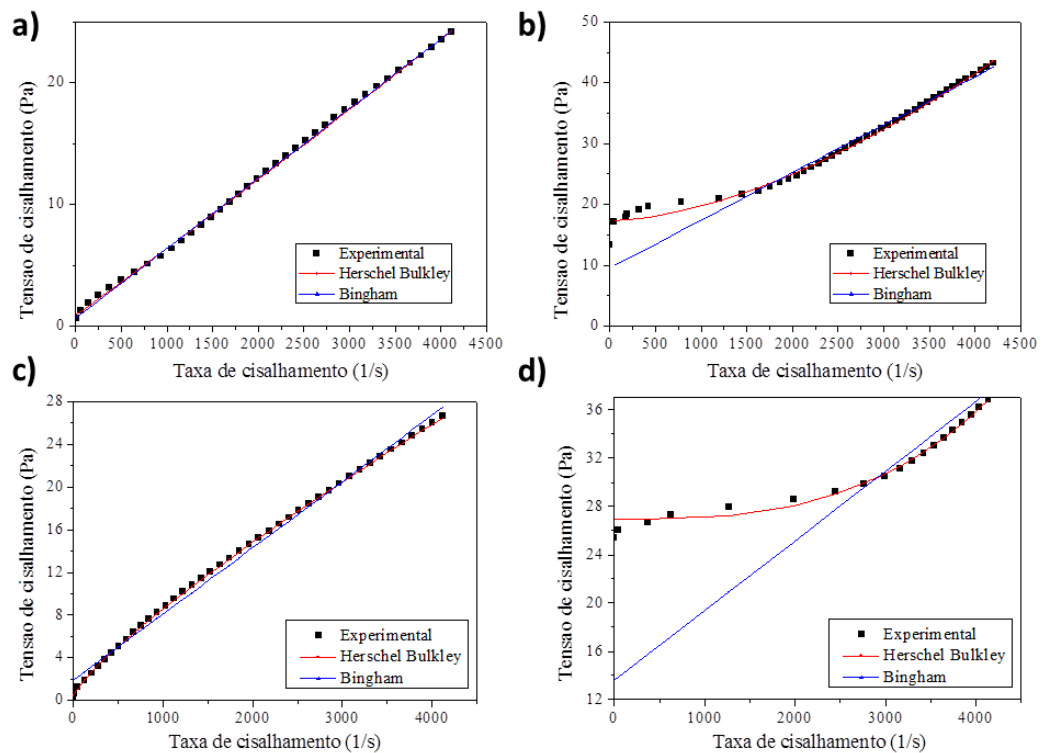 a)
Tensao de cisalhamento (Pa)
20
10
0
Experimental
Herschel Bulkley
Bingham
0 500 1000 1500 2000 2500 3000 3500 4000 4500
Taxa de cisalhamento (1/s)
b)
Tensao de cisalhamento (Pa)
50
40
30
20
10
0
Experimental
Herschel Bulkley
Bingham
0 500 1000 1500 2000 2500 3000 3500 4000 4500
Taxa de cisalhamento (1/s)
c)
Tensao de cisalhamento (Pa)
28
24
20
16
12
8
4
0
Experimental
Herschel Bulkley
Bingham
0 1000 2000 3000 4000
Taxa de cisalhamento (1/s)
d)
Tensao de cisalhamento (Pa)
36
32
28
24
20
16
12
Experimental
Herschel Bulkley
Bingham
0 1000 2000 3000 4000
Taxa de cisalhamento (1/s)